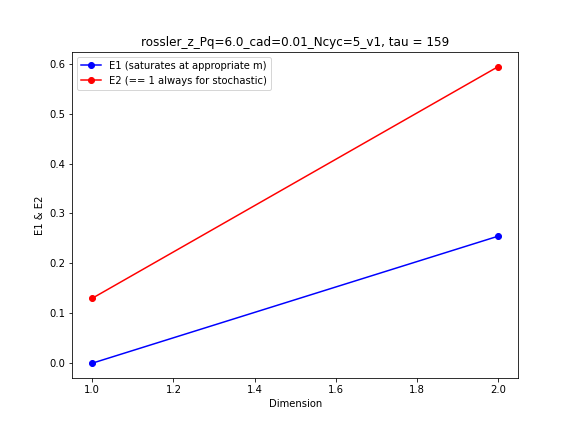 rossler_z_Pq=6.0_cad=0.01_Ncyc=5_v1, tau = 159
E1 (saturates at appropriate m)
E2 (== 1 always for stochastic)
E1 & E2
0.6
0.5
0.4
0.3
0.2
0.1
0.0
1.0 1.2 1.4 1.6 1.8 2.0
Dimension